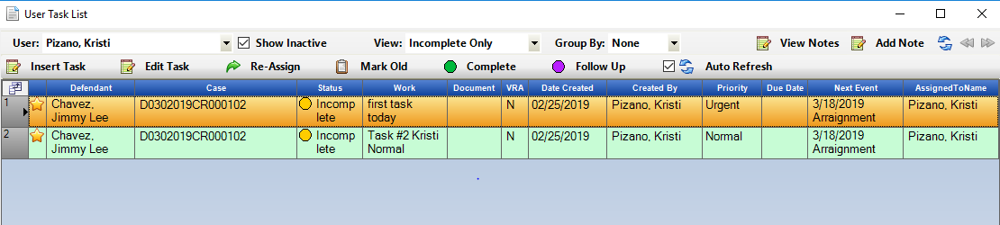 User Task List
User: Pizano, Kristi Show Inactive View: Incomplete Only Group By: None View Notes Add Note
Insert Task Edit Task Re-Assign Mark Old Complete Follow Up Auto Refresh
Defendant Case Status Work Document VRA Date Created Created By Priority Due Date Next Event AssignedToName
1 Chavez, D0302019CR000102 Incomp first task N 02/25/2019 Pizano, Kristi Urgent 3/18/2019 Pizano, Kristi
Jimmy Lee lete today Arraignment
2 Chavez, D0302019CR000102 Incomp Task #2 Kristi N 02/25/2019 Pizano, Kristi Normal 3/18/2019 Pizano, Kristi
Jimmy Lee lete Normal Arraignment